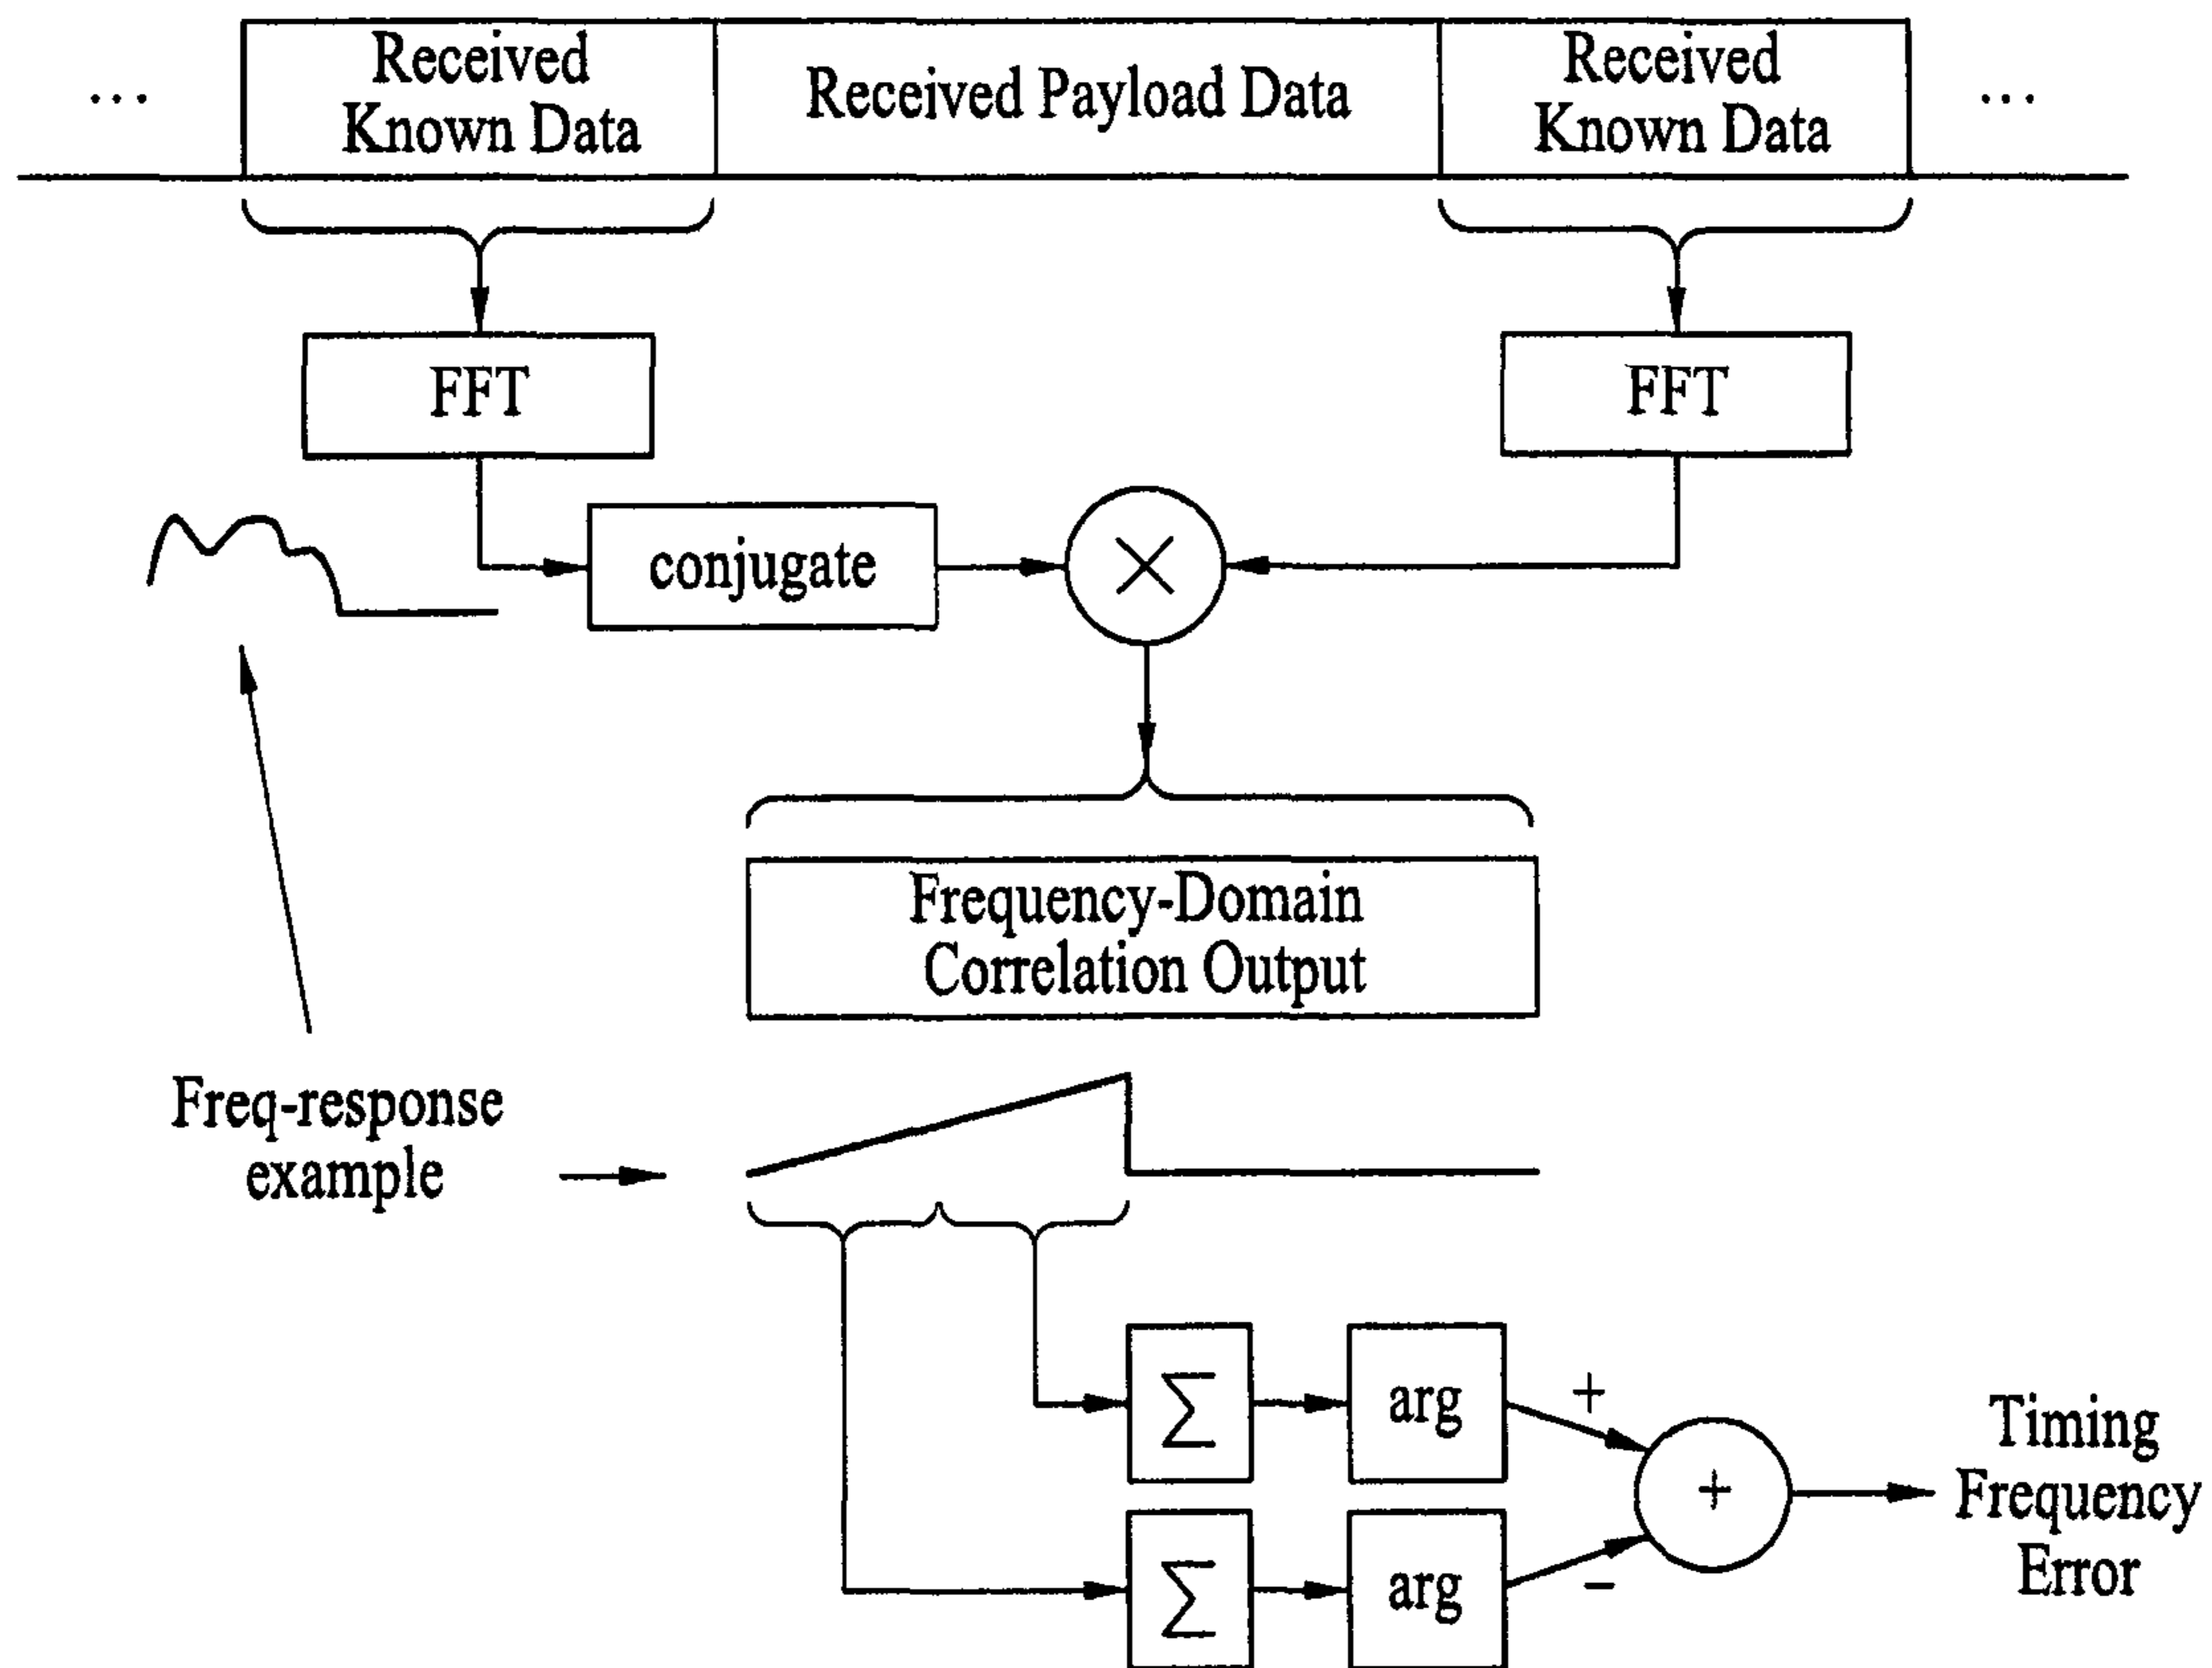 ...
Received
Known Data
Received Payload Data
Received
Known Data
...
FFT
FFT
conjugate
×
Frequency-Domain
Correlation Output
Freq-response
example
∑
arg
+
∑
arg
−
+
Timing
Frequency
Error